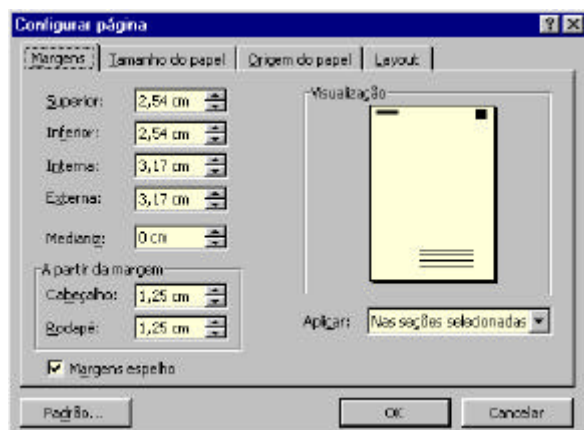 Configurar página
Margens Tamanho do papel Origem do papel Layout
Superior: 2,54 cm
Inferior: 2,54 cm
Interna: 3,17 cm
Externa: 3,17 cm
Medianiz: 0 cm
A partir da margem
Cabeçalho: 1,25 cm
Rodapé: 1,25 cm
Margens espelho
Visualização
Aplicar: Nas seções selecionadas
Padrão... OK Cancelar